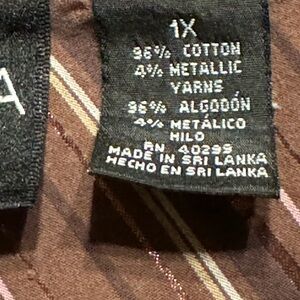 A
1X
96% COTTON
4% METALLIC
YARNS
96% ALGODÓN
4% METÁLICO
HILO
RN 40299
MADE IN SRI LANKA
HECHO EN SRI LANKA